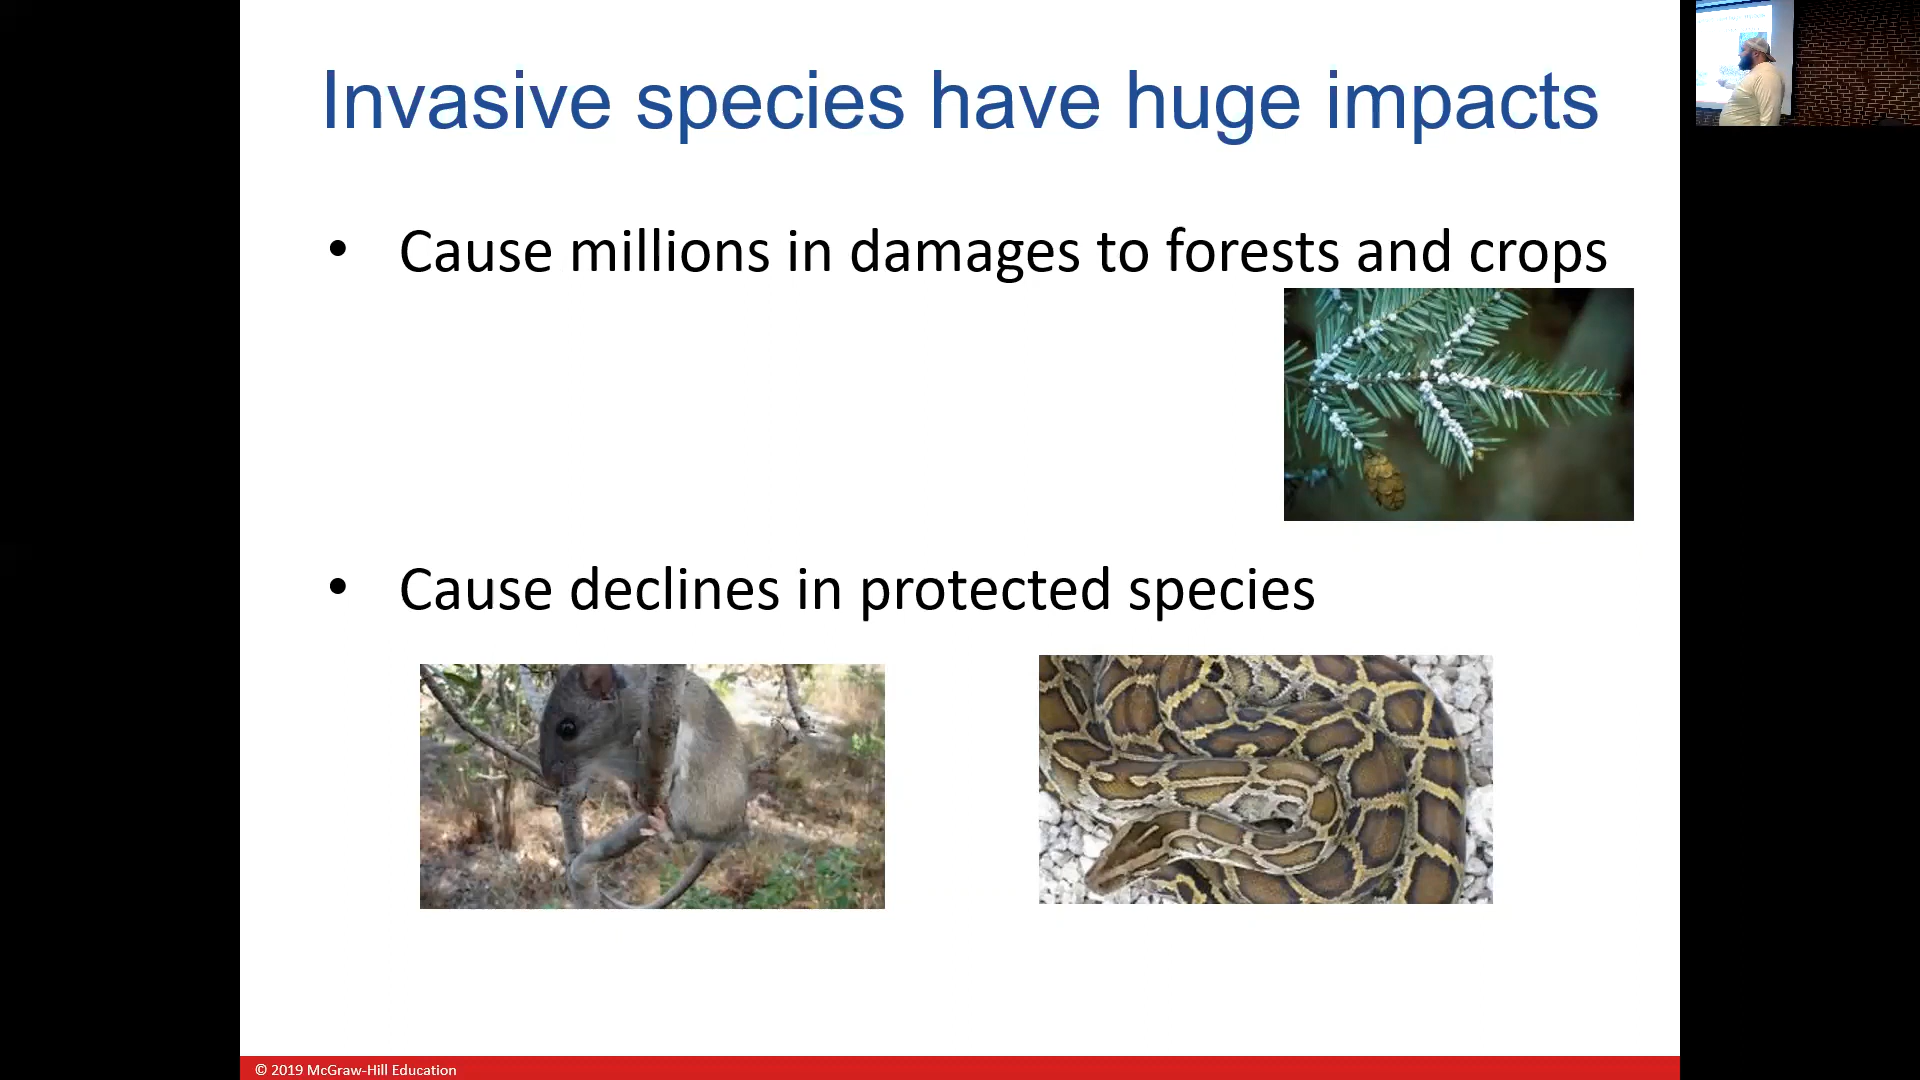 Invasive species have huge impacts
• Cause millions in damages to forests and crops
• Cause declines in protected species
© 2019 McGraw-Hill Education